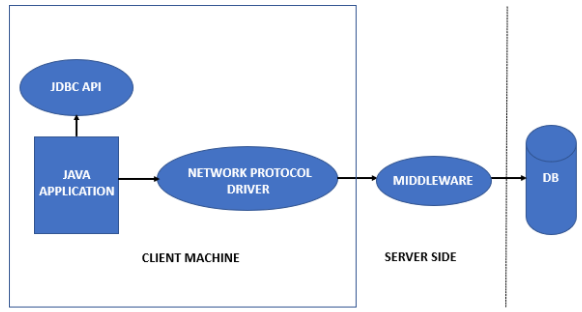 JDBC API
JAVA
APPLICATION
NETWORK PROTOCOL
DRIVER
MIDDLEWARE
DB
CLIENT MACHINE
SERVER SIDE